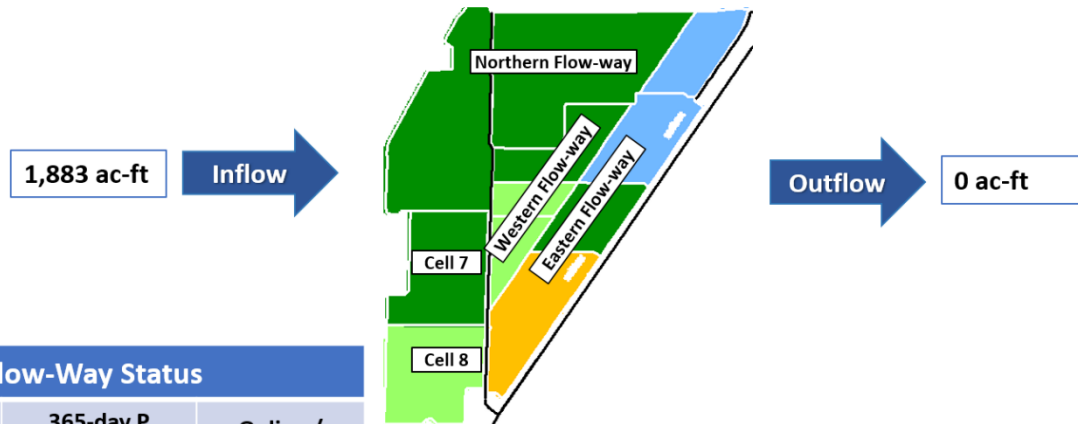 Northern Flow-way
1,883 ac-ft
Inflow
Western Flow-way
Eastern Flow-way
Outflow
0 ac-ft
Cell 7
Cell 8
low-Way Status
365-day P